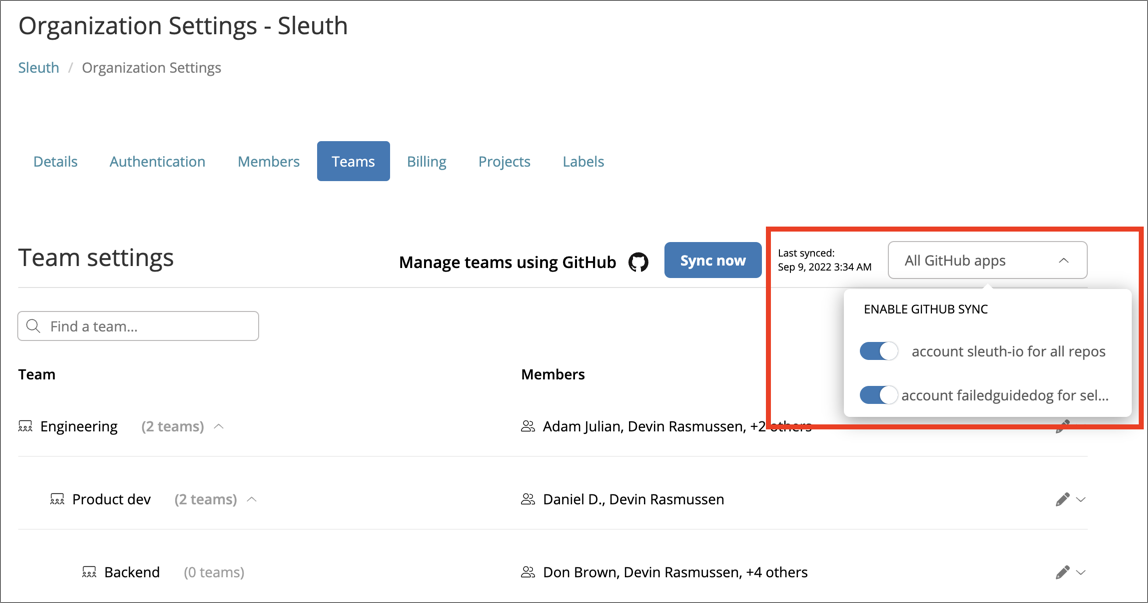 Organization Settings - Sleuth
Sleuth / Organization Settings
Details Authentication Members Teams Billing Projects Labels
Team settings
Manage teams using GitHub
Sync now
Last synced:
Sep 9, 2022 3:34 AM
All GitHub apps
ENABLE GITHUB SYNC
account sleuth-io for all repos
account failedguidedog for sel...
Find a team...
Team Members
Engineering (2 teams) Adam Julian, Devin Rasmussen, +2 others
Product dev (2 teams) Daniel D., Devin Rasmussen
Backend (0 teams) Don Brown, Devin Rasmussen, +4 others